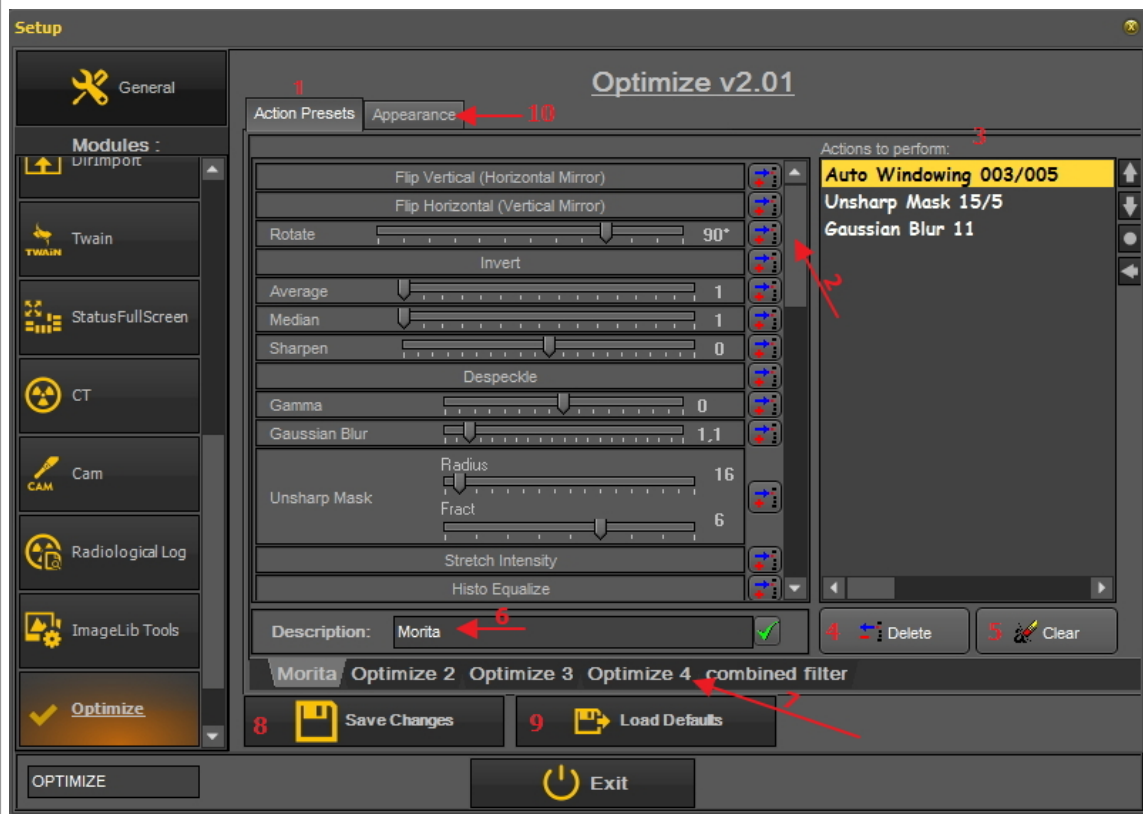 Setup
General
Modules :
DirImport
Twain
TWAIN
StatusFullScreen
CT
Cam
CAM
Radiological Log
ImageLib Tools
Optimize
OPTIMIZE
Optimize v2.01
1
Action Presets Appearance 10
Flip Vertical (Horizontal Mirror)
Flip Horizontal (Vertical Mirror)
Rotate 90°
Invert
Average 1
Median 1
Sharpen 0
Despeckle
Gamma 0
Gaussian Blur 1,1
Unsharp Mask
Radius 16
Fract 6
Stretch Intensity
Histo Equalize
2
3
Actions to perform:
Auto Windowing 003/005
Unsharp Mask 15/5
Gaussian Blur 11
Description: Morita 6
4 Delete 5 Clear
Morita Optimize 2 Optimize 3 Optimize 4 combined filter
7
8 Save Changes 9 Load Defaults
Exit